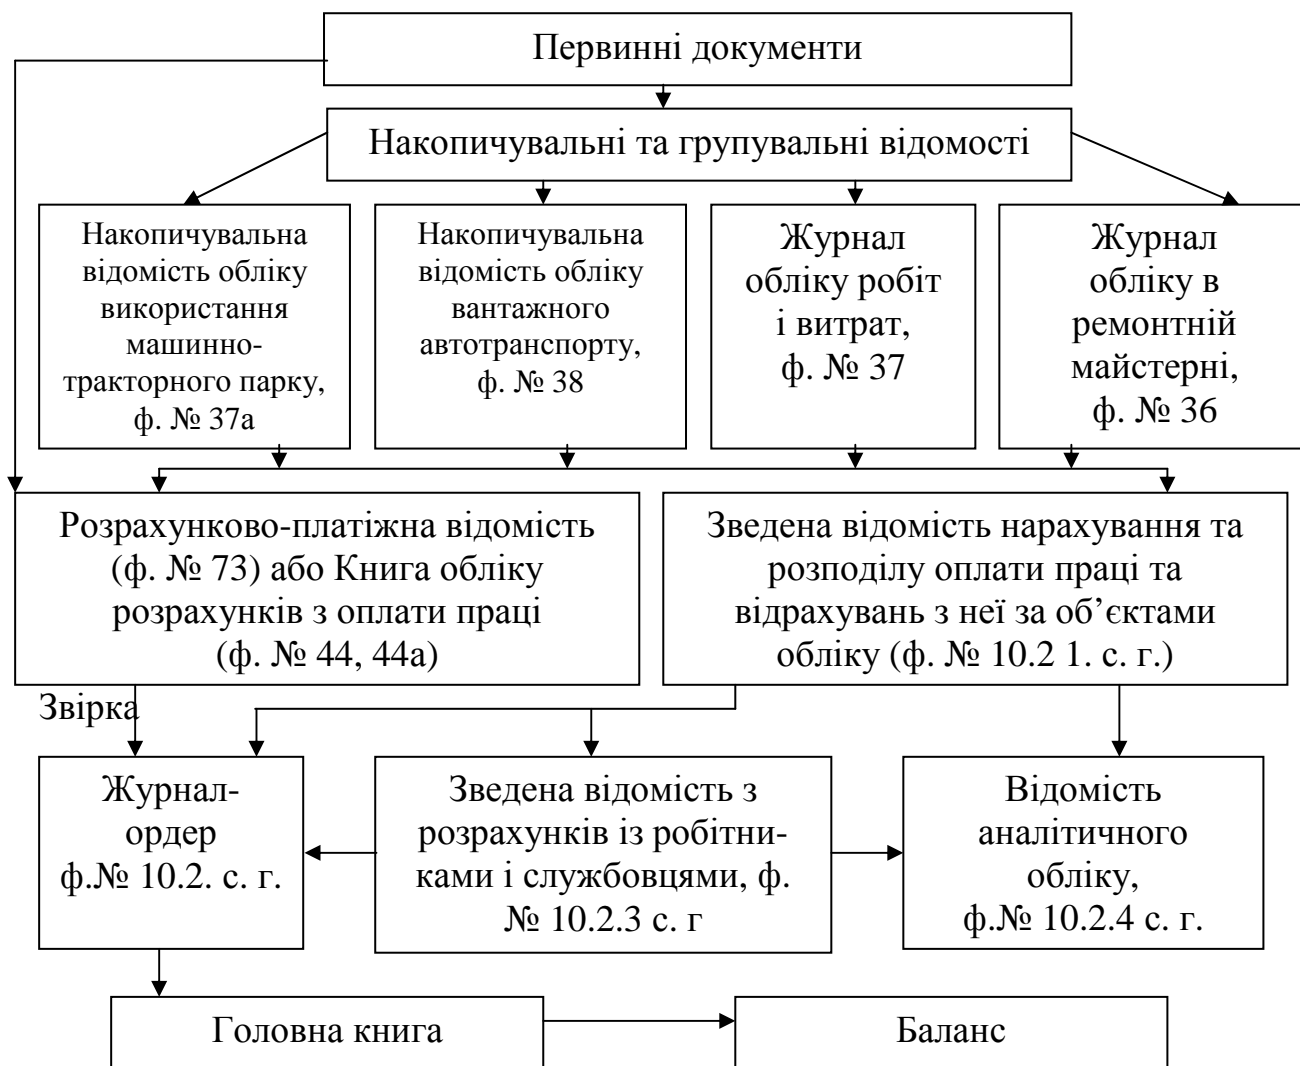 Первинні документи
Накопичувальні та групувальні відомості
Накопичувальна
відомість обліку
використання
машинно-
тракторного парку,
ф. № 37а
Накопичувальна
відомість обліку
вантажного
автотранспорту,
ф. № 38
Журнал
обліку робіт
і витрат,
ф. № 37
Журнал
обліку в
ремонтній
майстерні,
ф. № 36
Розрахунково-платіжна відомість
(ф. № 73) або Книга обліку
розрахунків з оплати праці
(ф. № 44, 44а)
Зведена відомість нарахування та
розподілу оплати праці та
відрахувань з неї за об’єктами
обліку (ф. № 10.2 1. с. г.)
Звірка
Журнал-
ордер
ф.№ 10.2. с. г.
Зведена відомість з
розрахунків із робітни-
ками і службовцями, ф.
№ 10.2.3 с. г
Відомість
аналітичного
обліку,
ф.№ 10.2.4 с. г.
Головна книга
Баланс